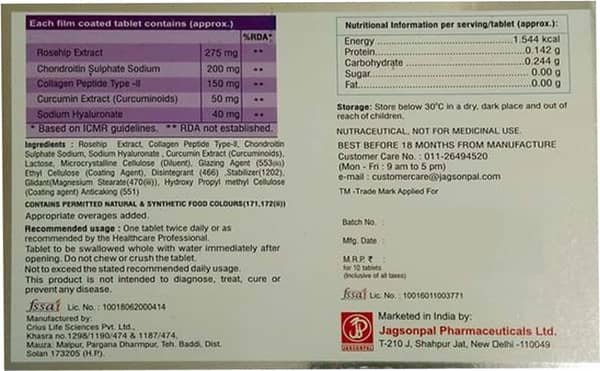 Each film coated tablet contains (approx.)
%RDA*
Rosehip Extract 275 mg **
Chondroitin Sulphate Sodium 200 mg **
Collagen Peptide Type -II 150 mg **
Curcumin Extract (Curcuminoids) 50 mg **
Sodium Hyaluronate 40 mg **
* Based on ICMR guidelines. ** RDA not established.
Ingredients : Rosehip Extract, Collagen Peptide Type-II, Chondroitin
Sulphate Sodium, Sodium Hyaluronate , Curcumin Extract (Curcuminoids),
Lactose, Microcrystalline Cellulose (Diluent), Glazing Agent (553(iii))
Ethyl Cellulose (Coating Agent), Disintegrant (466) ,Stabilizer(1202),
Glidant(Magnesium Stearate(470(iii)), Hydroxy Propyl methyl Cellulose
(Coating agent) Anticaking (551)
CONTAINS PERMITTED NATURAL & SYNTHETIC FOOD COLOURS(171,172(ii))
Appropriate overages added.
Recommended usage : One tablet twice daily or as
recommended by the Healthcare Professional.
Tablet to be swallowed whole with water immediately after
opening. Do not chew or crush the tablet.
Not to exceed the stated recommended daily usage.
This product is not intended to diagnose, treat, cure or
prevent any disease.
fssai Lic. No. : 10018062000414
Manufactured by:
Crius Life Sciences Pvt. Ltd.,
Khasra no.1298/1190/474 & 1187/474,
Mauza: Malpur, Pargana Dharmpur, Teh. Baddi, Dist.
Solan 173205 (H.P.).
Nutritional Information per serving/tablet (approx.):
Energy 1.544 kcal
Protein 0.142 g
Carbohydrate 0.244 g
Sugar 0.00 g
Fat 0.00 g
Storage: Store below 30°C in a dry, dark place and out of
reach of children.
NUTRACEUTICAL, NOT FOR MEDICINAL USE.
BEST BEFORE 18 MONTHS FROM MANUFACTURE
Customer Care No. : 011-26494520
(Mon - Fri : 9 am to 5 pm)
e-mail : customercare@jagsonpal.com
TM -Trade Mark Applied For
Batch No. :
Mfg. Date :
M.R.P. ₹ :
for 10 tablets
(Inclusive of all taxes)
fssai Lic. No. : 10016011003771
JAGSONPAL
Marketed in India by:
Jagsonpal Pharmaceuticals Ltd.
T-210 J, Shahpur Jat, New Delhi -110049